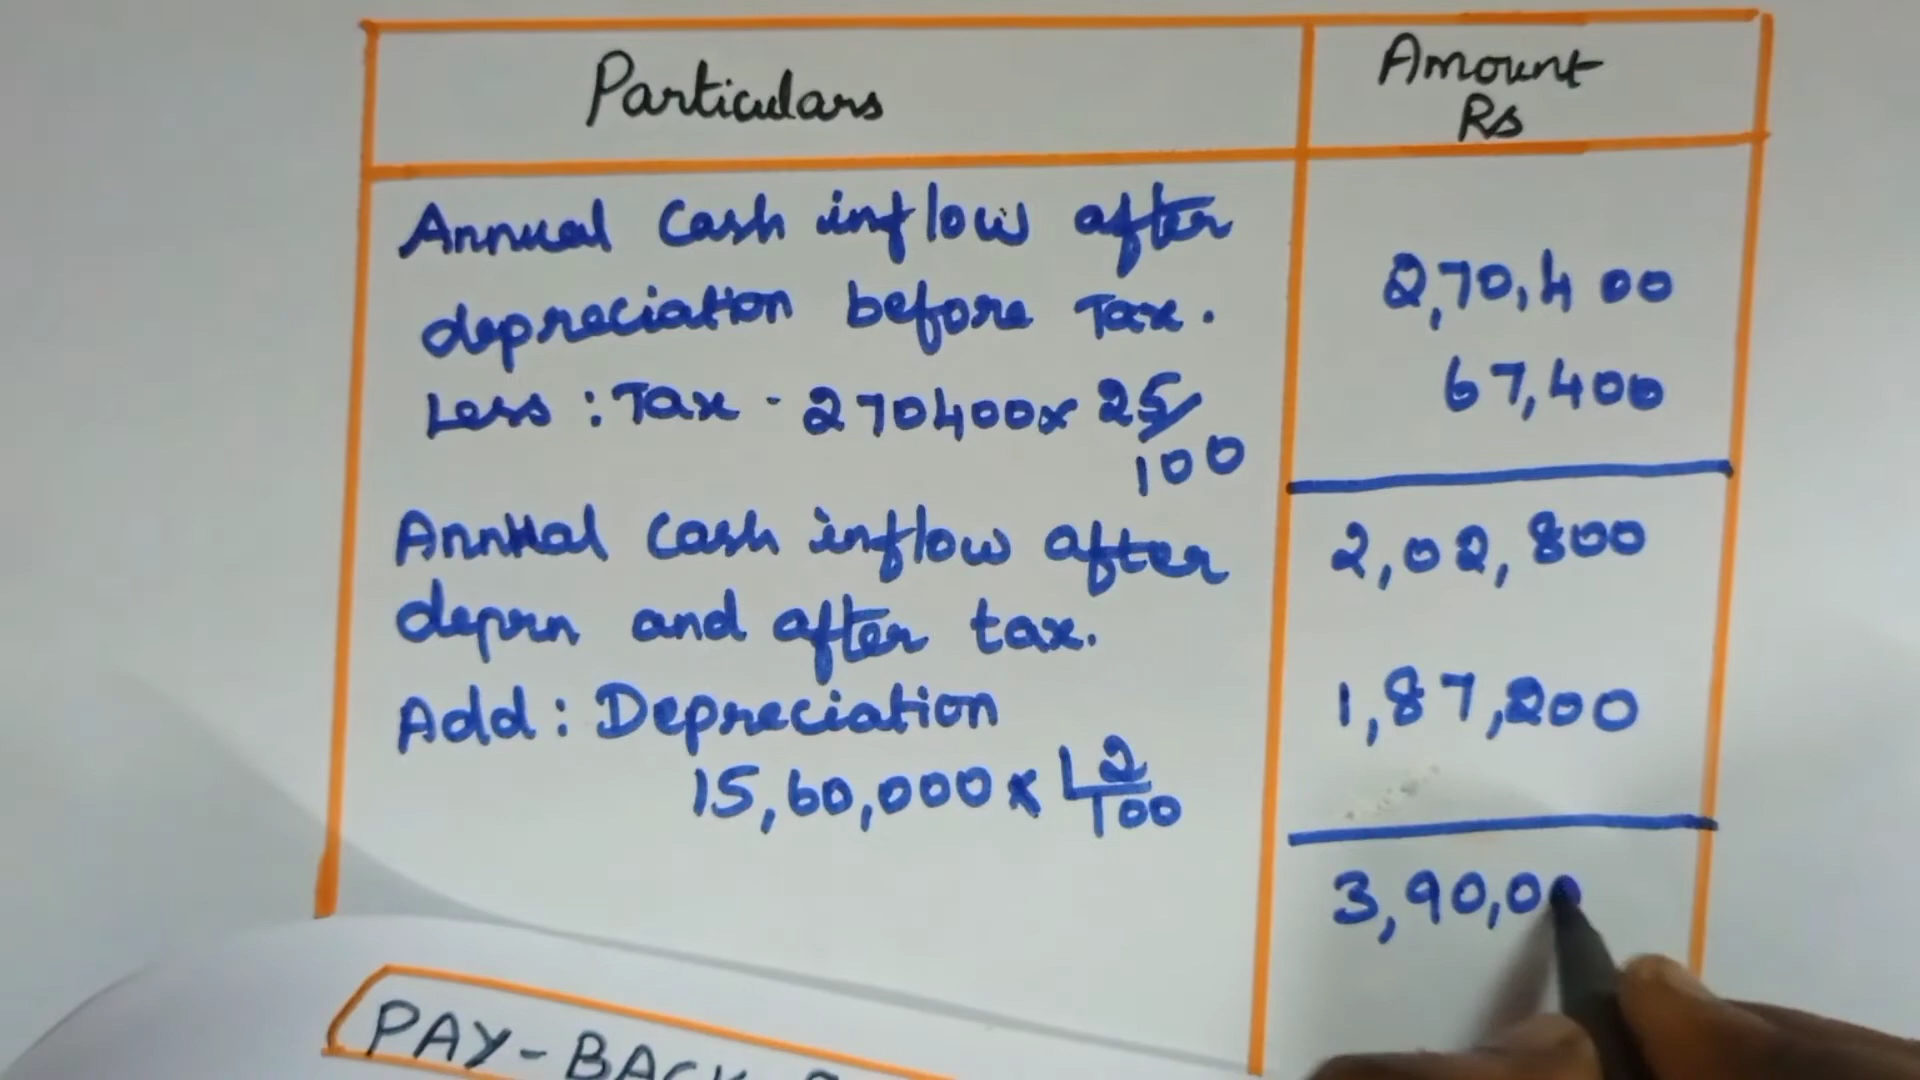 Particulars
Amount
Rs
Annual Cash inflow after
depreciation before Tax.
2,70,400
Less : Tax - 270400x 25/
100
67,400
Annual Cash inflow after
deprn and after tax.
2,02,800
Add : Depreciation
1,87,200
15,60,000 x 12
100
3,90,00
PAY-BACK